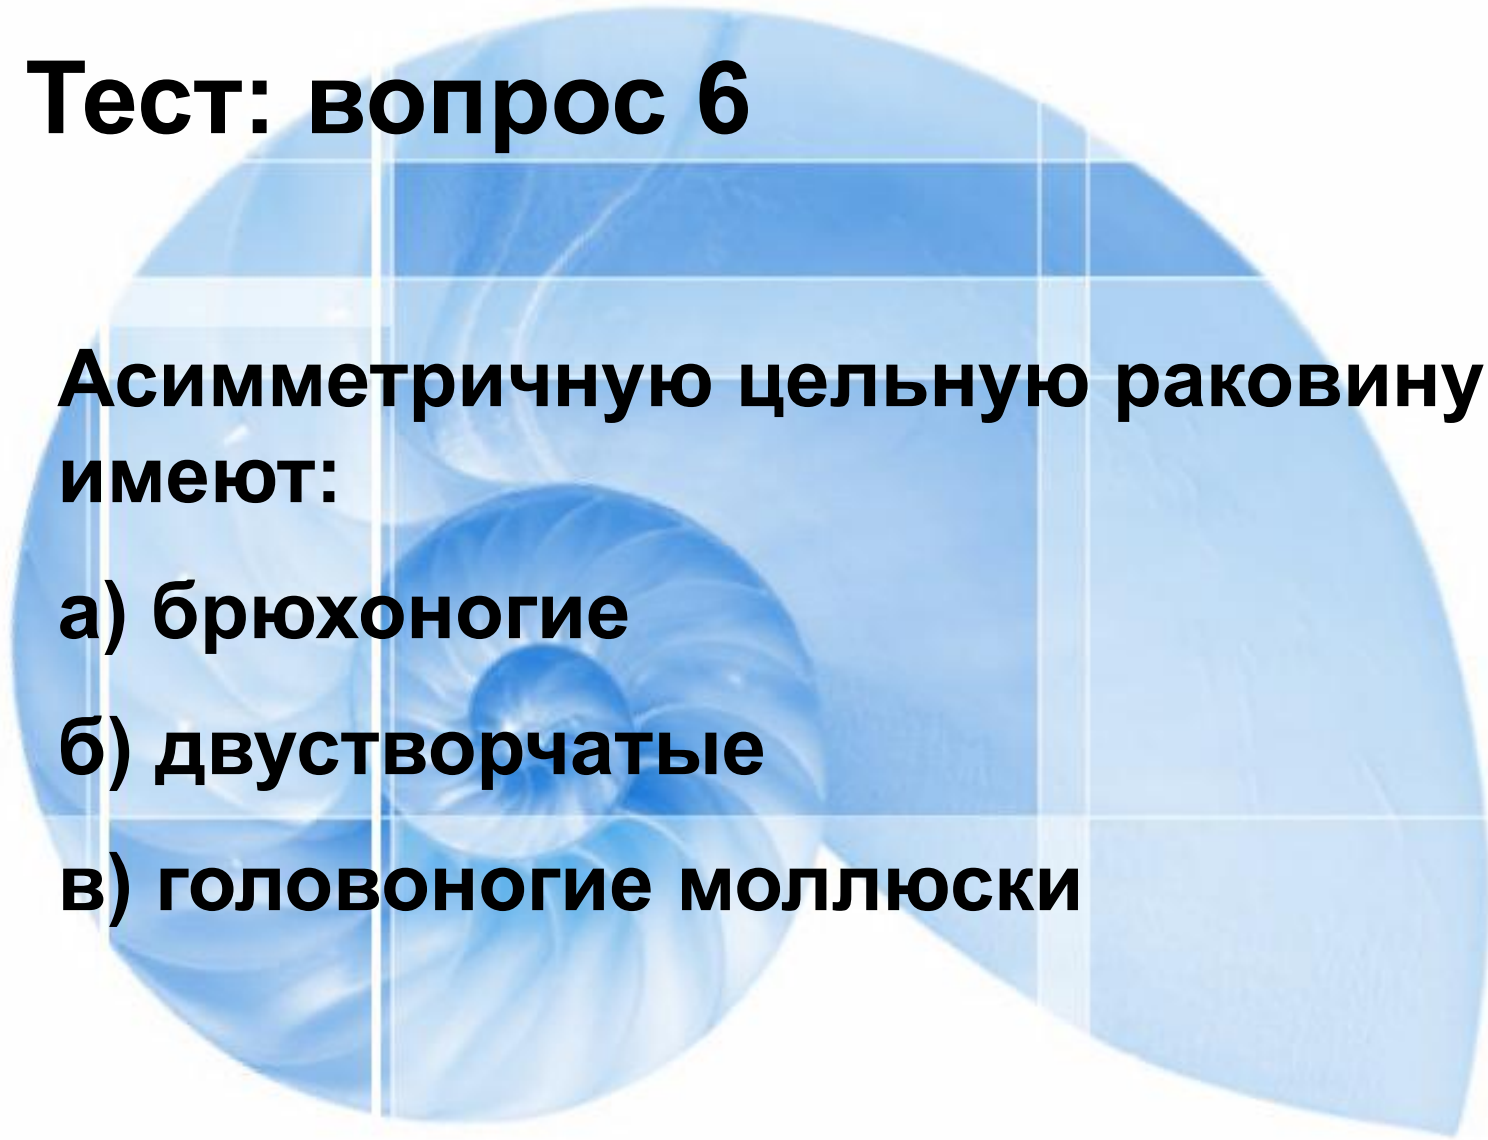 Тест: вопрос 6
Асимметричную цельную раковину
имеют:
а) брюхоногие
б) двустворчатые
в) головоногие моллюски